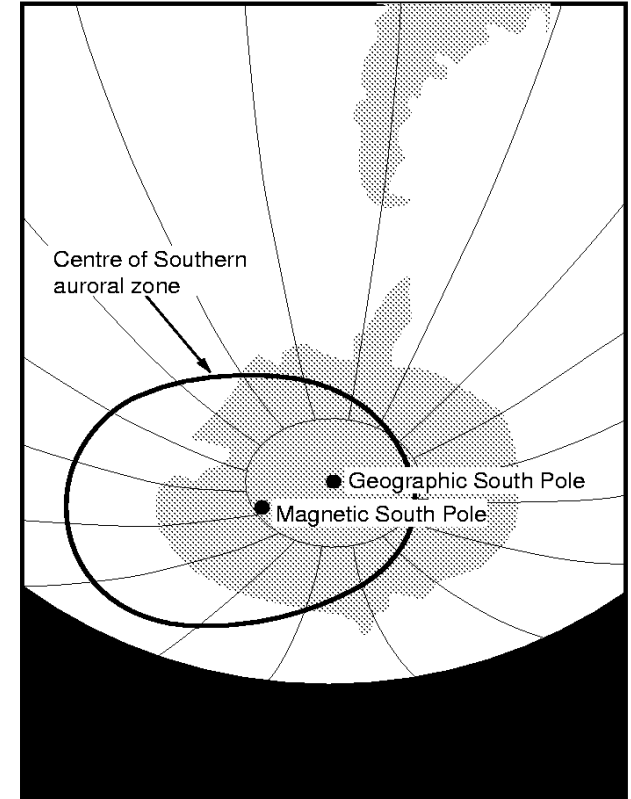 Centre of Southern
auroral zone
Geographic South Pole
Magnetic South Pole